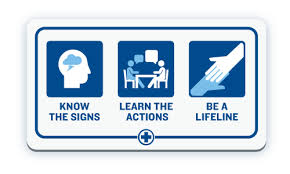 KNOW
THE SIGNS
LEARN THE
ACTIONS
BE A
LIFELINE